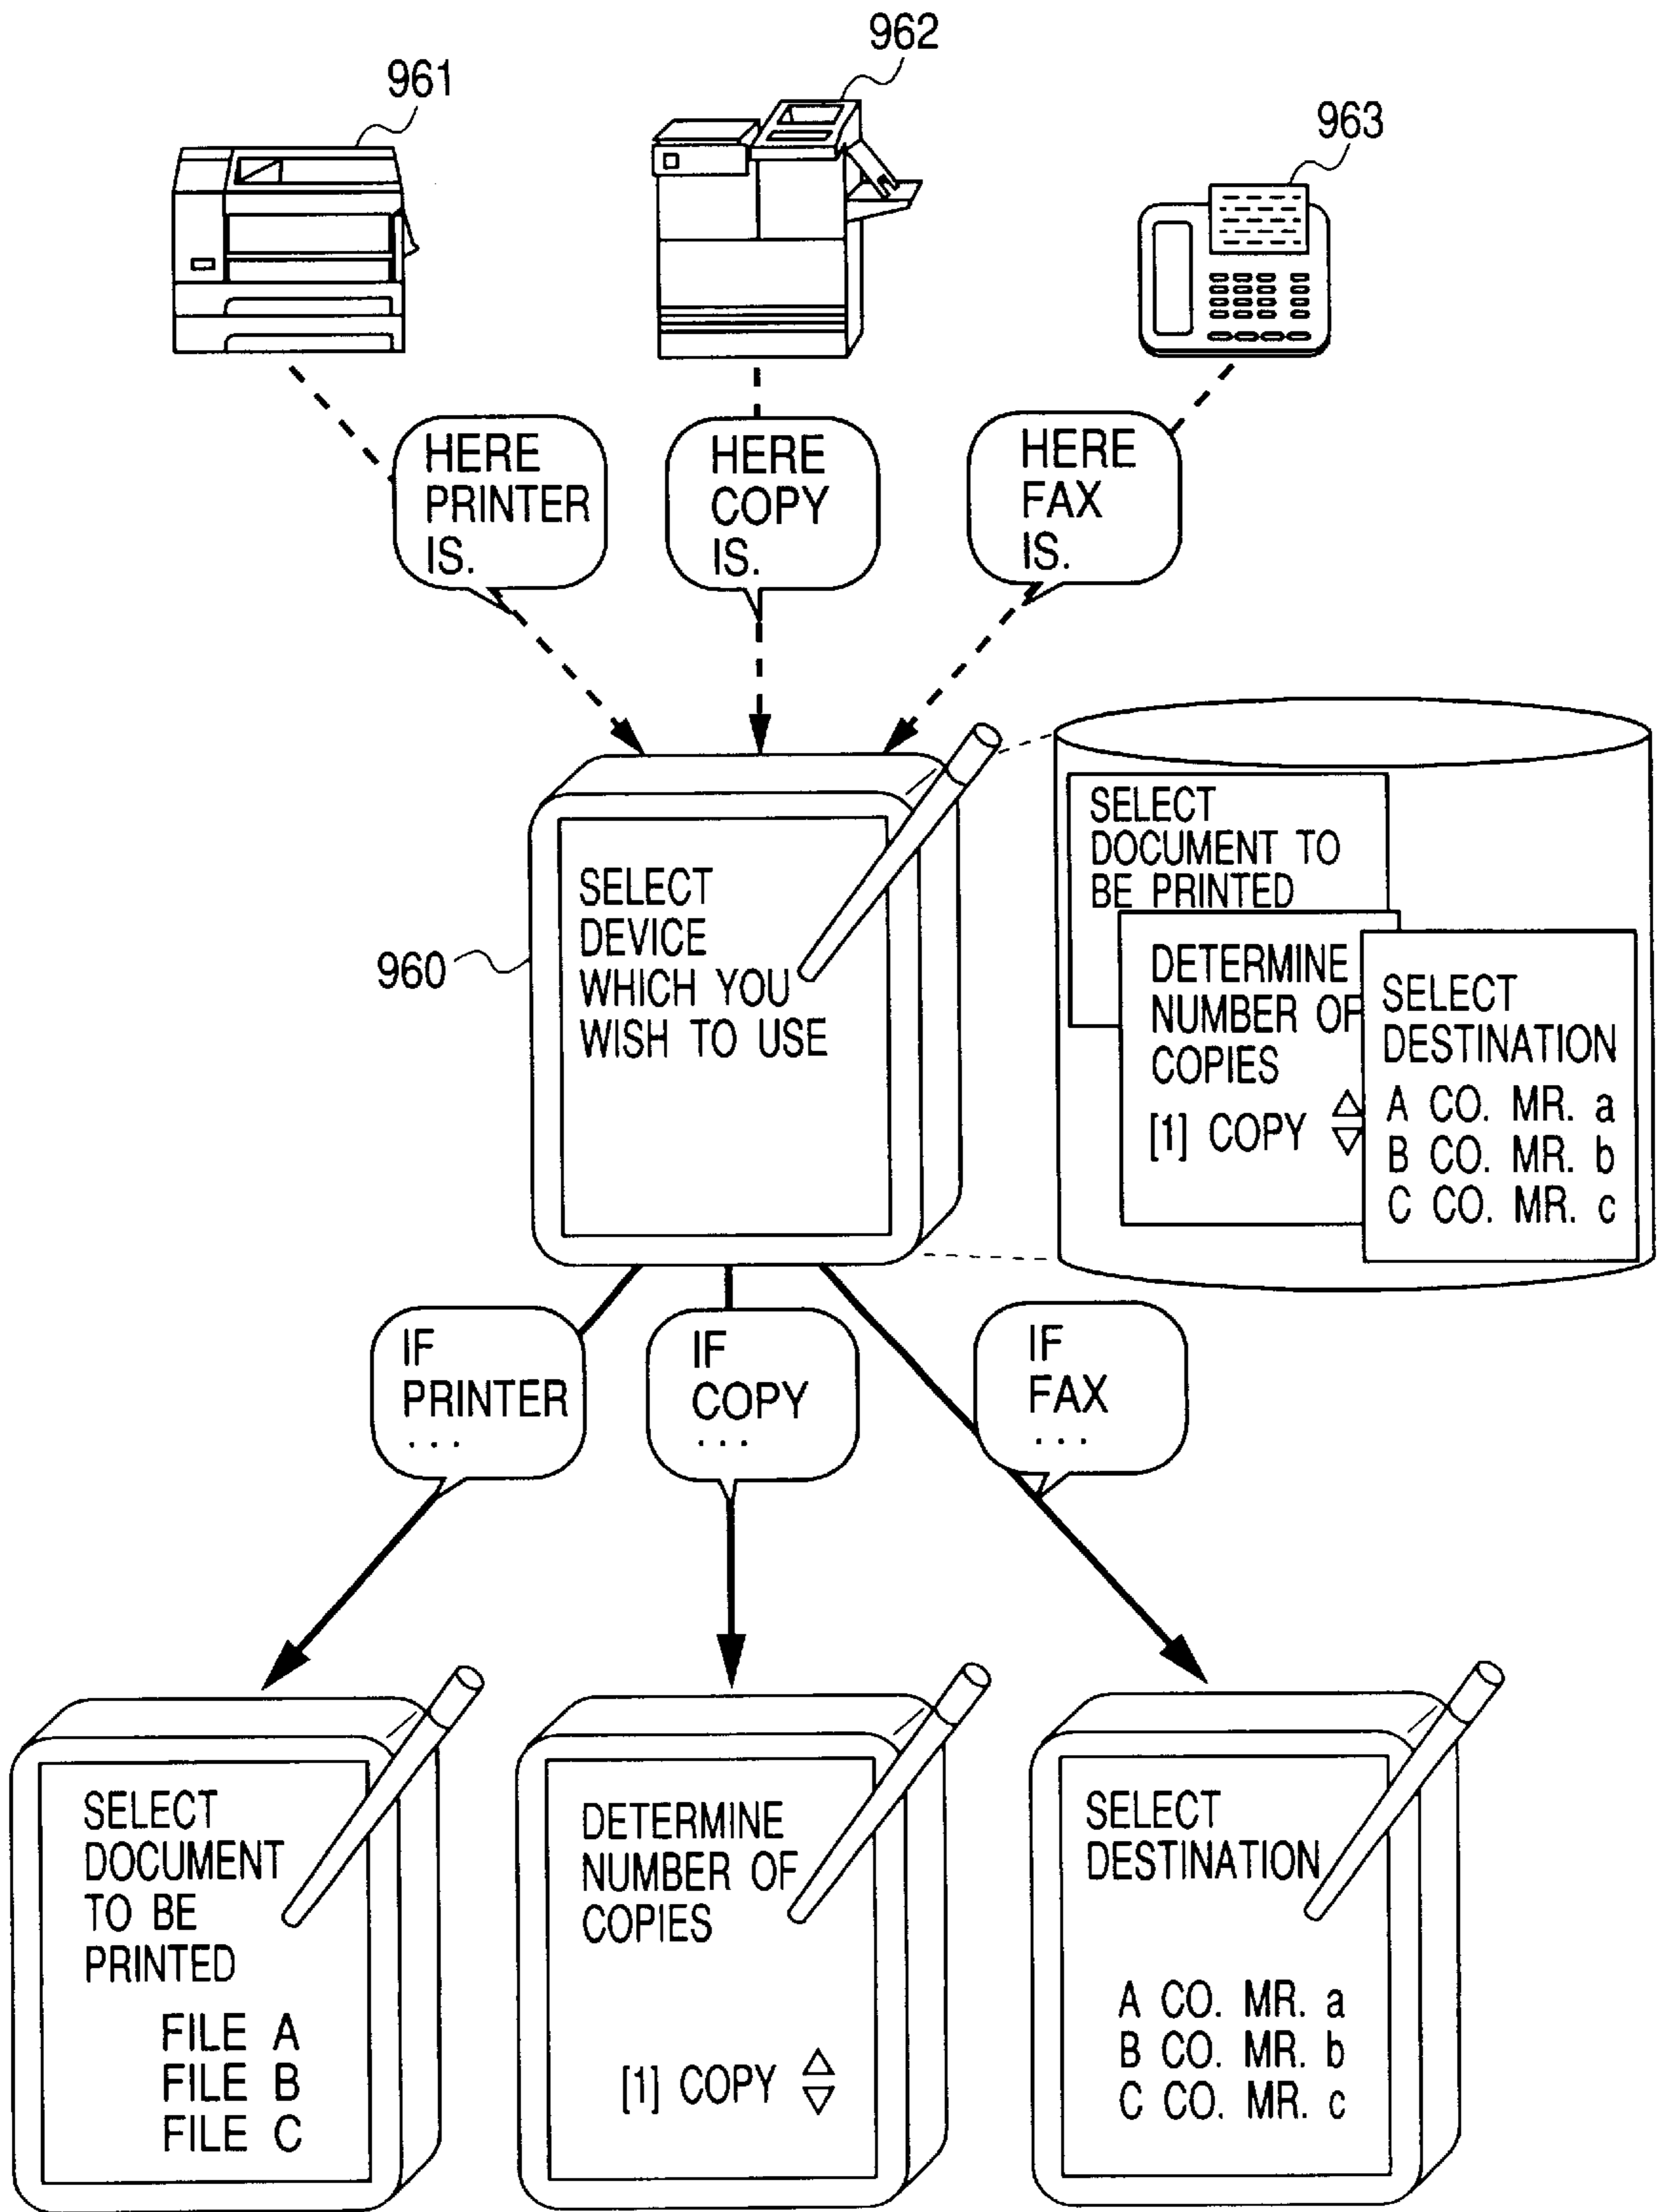 962
961
963
HERE
PRINTER
IS.
HERE
COPY
IS.
HERE
FAX
IS.
960
SELECT
DEVICE
WHICH YOU
WISH TO USE
SELECT
DOCUMENT TO
BE PRINTED
DETERMINE
NUMBER OF
COPIES
[1] COPY △▽
SELECT
DESTINATION
A CO. MR. a
B CO. MR. b
C CO. MR. c
IF
PRINTER
...
IF
COPY
...
IF
FAX
...
SELECT
DOCUMENT
TO BE
PRINTED
FILE A
FILE B
FILE C
DETERMINE
NUMBER OF
COPIES
[1] COPY △▽
SELECT
DESTINATION
A CO. MR. a
B CO. MR. b
C CO. MR. c